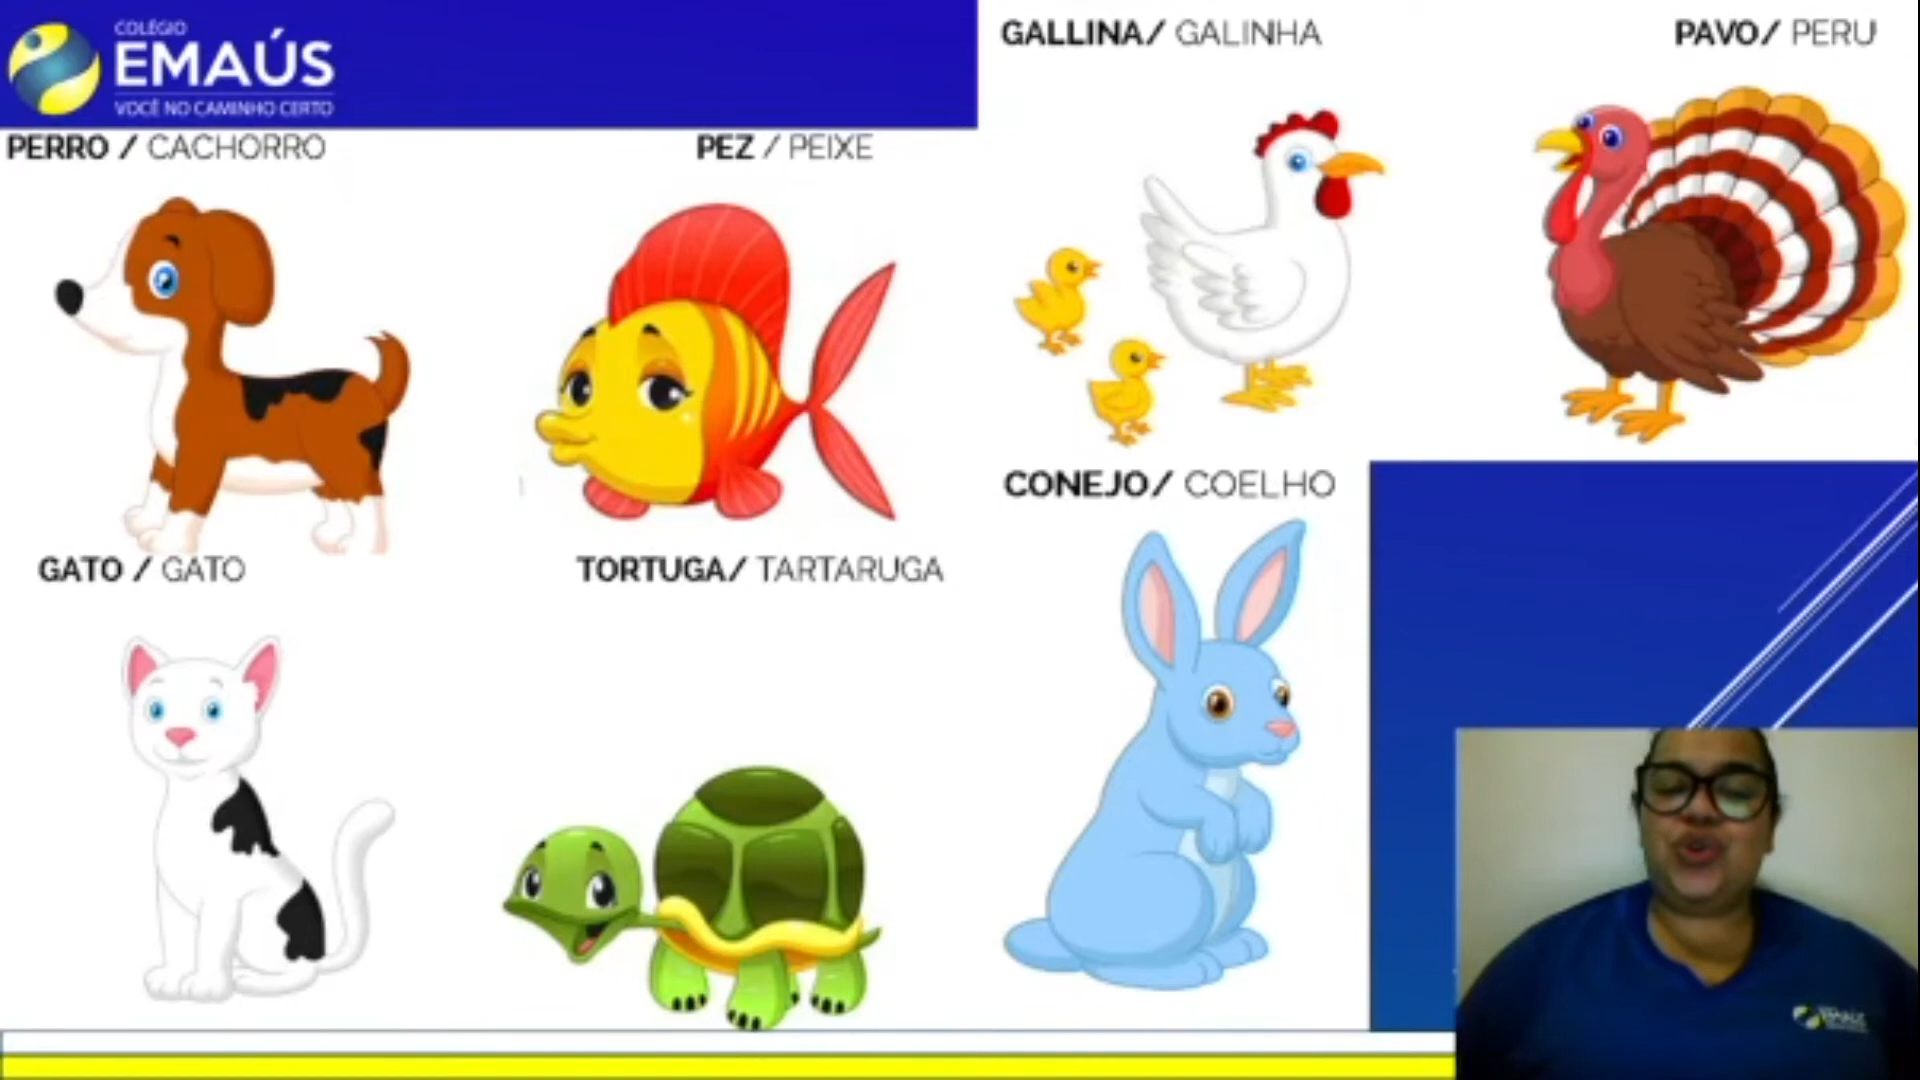 COLÉGIO
EMAÚS
VOCÊ NO CAMINHO CERTO
GALLINA/ GALINHA
PAVO/ PERU
PERRO / CACHORRO
PEZ / PEIXE
CONEJO/ COELHO
GATO / GATO
TORTUGA/ TARTARUGA